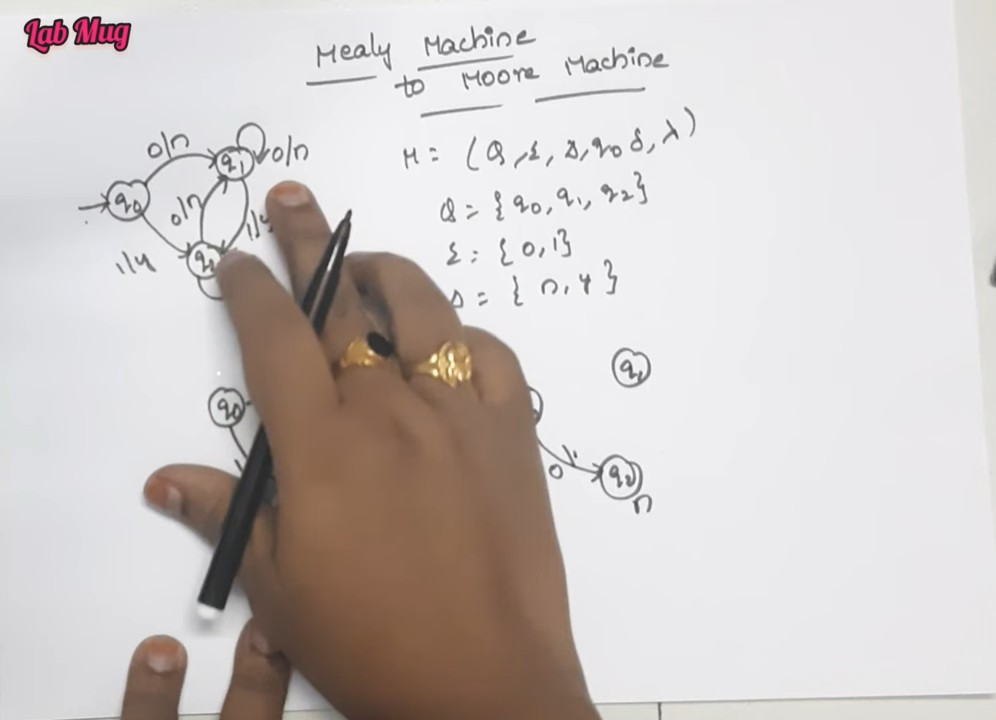 Lab Mug
Mealy Machine
to Moore Machine
M = (Q, Σ, Δ, q0 δ, λ)
Q = {q0, q1, q2}
Σ = {0, 1}
Δ = {n, y}
0/n
0/n
q1
q0
0/n
1/y
q2
q0
q1
0
q2
n